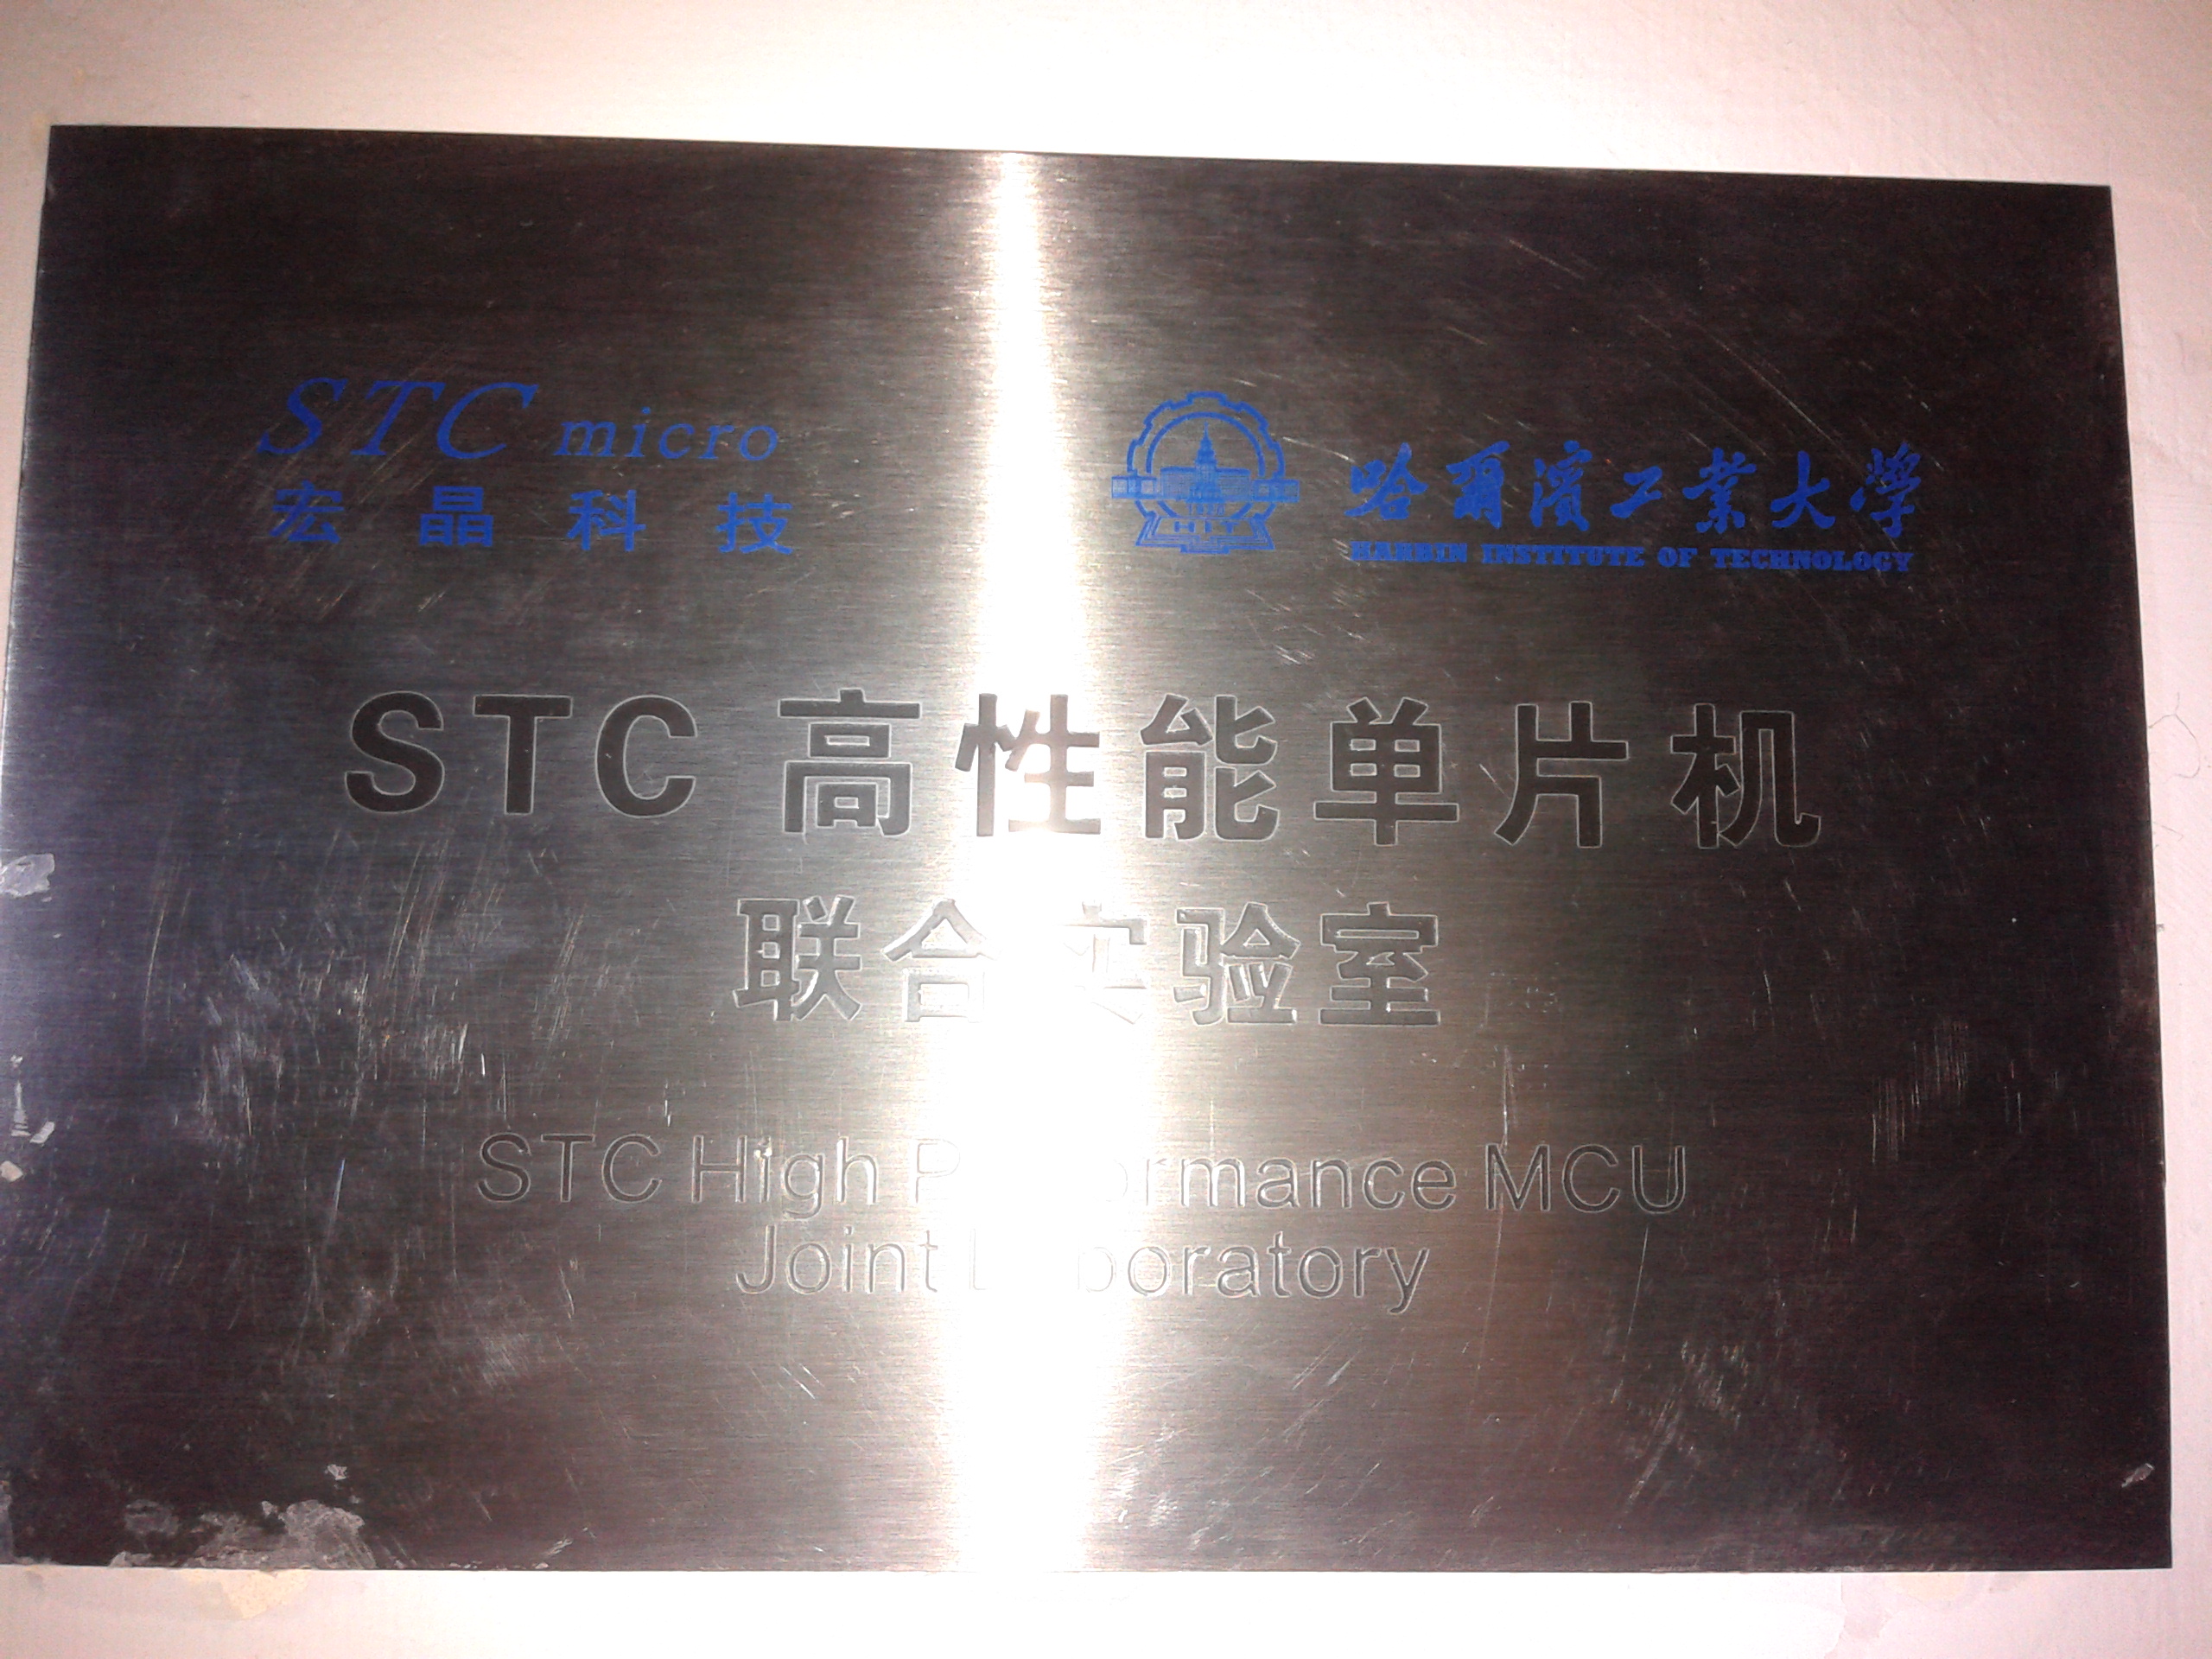 STC micro
宏晶科技
哈爾濱工業大學
HARBIN INSTITUTE OF TECHNOLOGY
STC 高性能单片机
联合实验室
STC High Performance MCU
Joint Laboratory